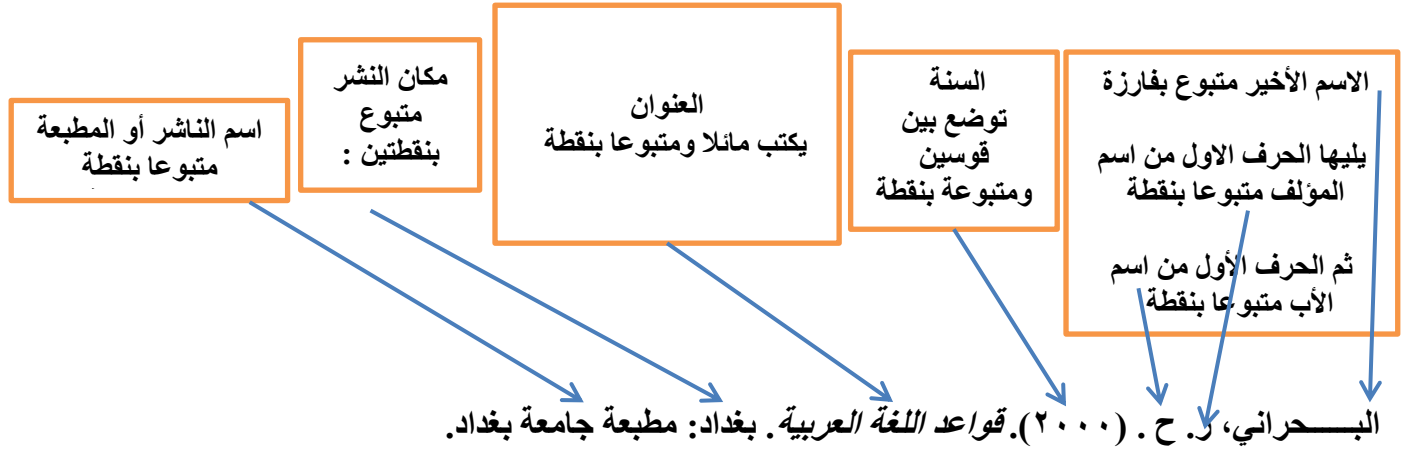 الاسم الأخير متبوع بفارزة
يليها الحرف الاول من اسم
المؤلف متبوعا بنقطة
ثم الحرف الأول من اسم
الأب متبوعا بنقطة
السنة
توضع بين
قوسين
ومتبوعة بنقطة
العنوان
يكتب مائلا ومتبوعا بنقطة
مكان النشر
متبوع
بنقطتين :
اسم الناشر أو المطبعة
متبوعا بنقطة
البـــــحراني، ر. ح . (٢٠٠٠). قواعد اللغة العربية. بغداد: مطبعة جامعة بغداد.